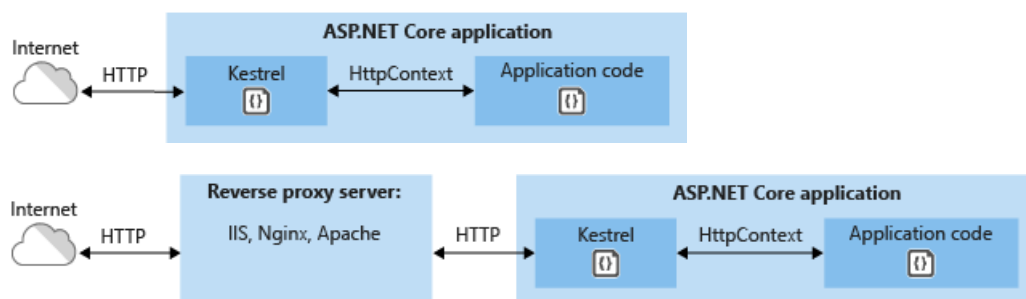 ASP.NET Core application
Internet
HTTP
Kestrel
{}
HttpContext
Application code
{}
Reverse proxy server:
IIS, Nginx, Apache
ASP.NET Core application
Internet
HTTP
HTTP
Kestrel
{}
HttpContext
Application code
{}